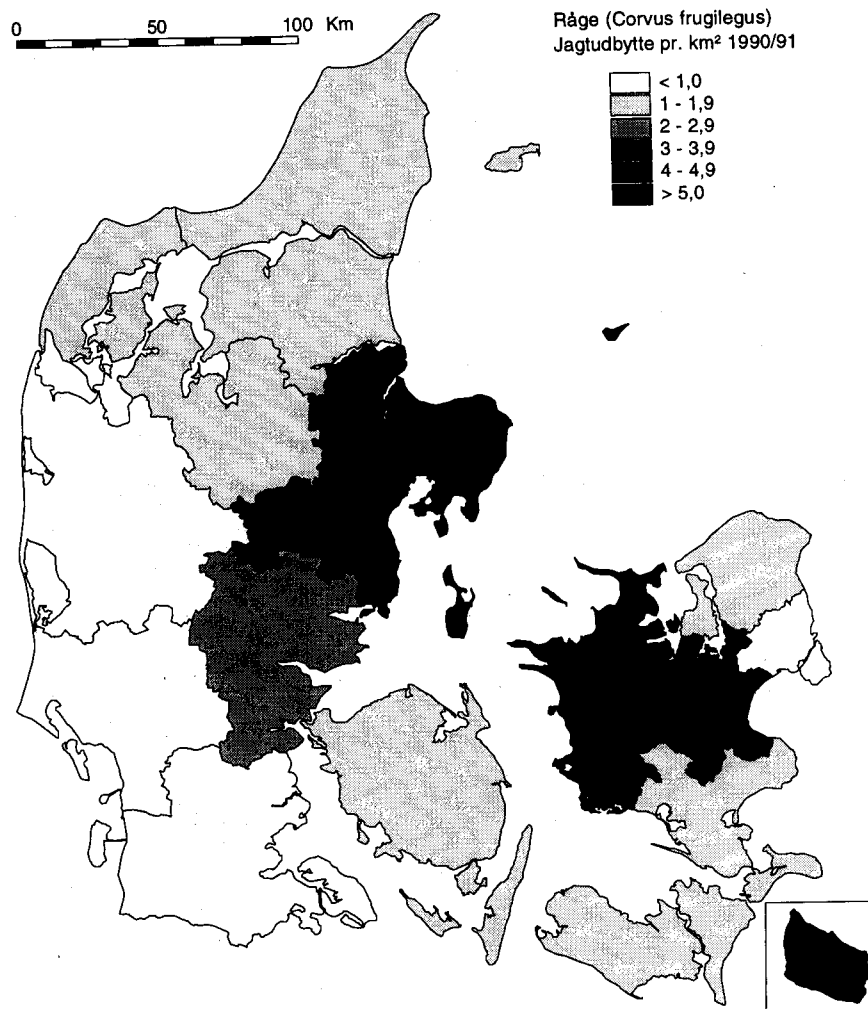 0 50 100 Km
Råge (Corvus frugilegus)
Jagtudbytte pr. km² 1990/91
< 1,0
1 - 1,9
2 - 2,9
3 - 3,9
4 - 4,9
> 5,0